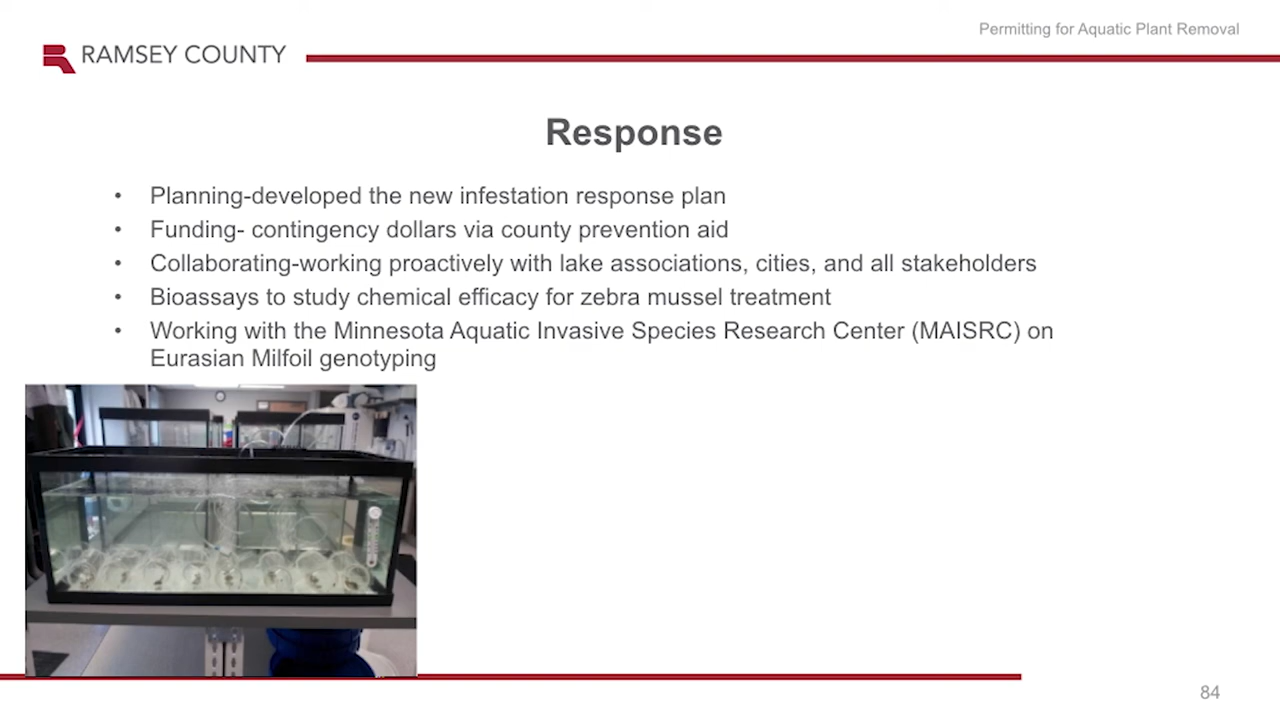 Permitting for Aquatic Plant Removal
RAMSEY COUNTY
Response
• Planning-developed the new infestation response plan
• Funding- contingency dollars via county prevention aid
• Collaborating-working proactively with lake associations, cities, and all stakeholders
• Bioassays to study chemical efficacy for zebra mussel treatment
• Working with the Minnesota Aquatic Invasive Species Research Center (MAISRC) on
Eurasian Milfoil genotyping
84